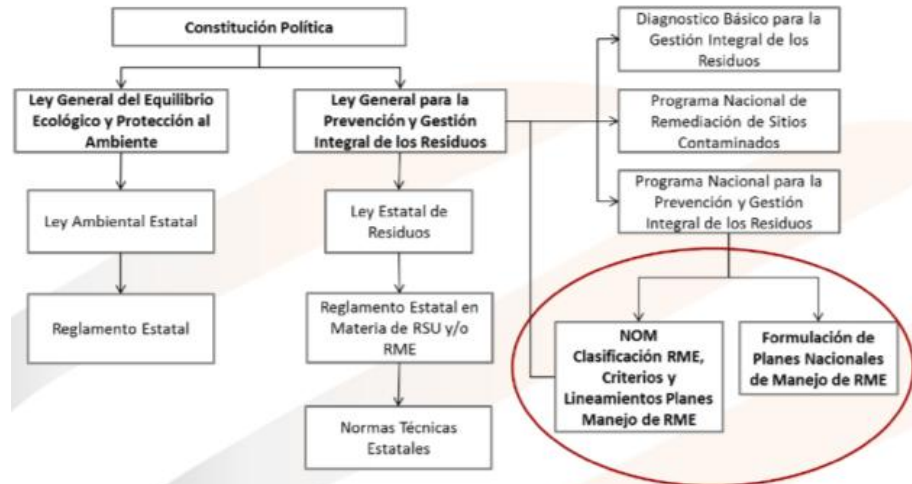 Constitución Política
Ley General del Equilibrio
Ecológico y Protección al
Ambiente
Ley Ambiental Estatal
Reglamento Estatal
Ley General para la
Prevención y Gestión
Integral de los Residuos
Ley Estatal de
Residuos
Reglamento Estatal en
Materia de RSU y/o
RME
Normas Técnicas
Estatales
Diagnostico Básico para la
Gestión Integral de los
Residuos
Programa Nacional de
Remediación de Sitios
Contaminados
Programa Nacional para la
Prevención y Gestión
Integral de los Residuos
NOM
Clasificación RME,
Criterios y
Lineamientos Planes
Manejo de RME
Formulación de
Planes Nacionales
de Manejo de RME